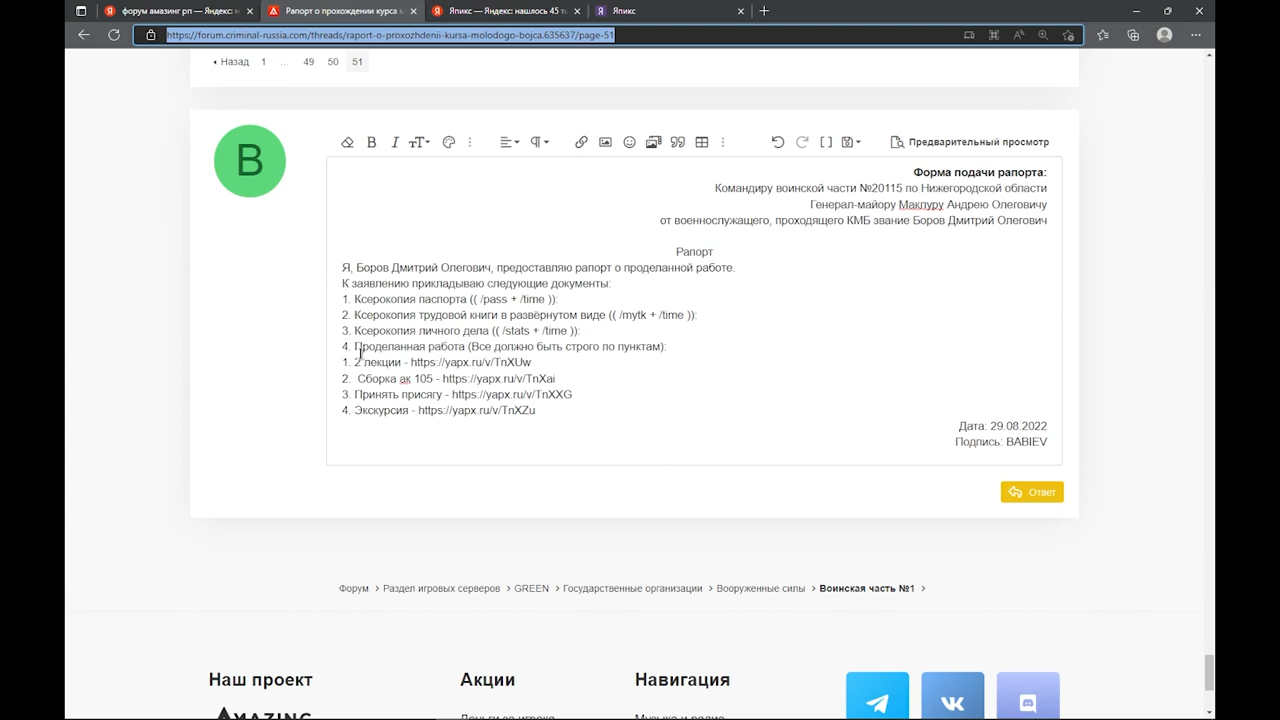 форум амазинг рп — Яндекс: н
Рапорт о прохождении курса м
Япикс — Яндекс: нашлось 45 т
Япикс
https://forum.criminal-russia.com/threads/raport-o-proxozhdenii-kursa-molodogo-bojca.635637/page-51
Назад 1 ... 49 50 51
B
Предварительный просмотр
Форма подачи рапорта:
Командиру воинской части №20115 по Нижегородской области
Генерал-майору Маклуру Андрею Олеговичу
от военнослужащего, проходящего КМБ звание Боров Дмитрий Олегович
Рапорт
Я, Боров Дмитрий Олегович, предоставляю рапорт о проделанной работе.
К заявлению прикладываю следующие документы:
1. Ксерокопия паспорта (( /pass + /time )):
2. Ксерокопия трудовой книги в развёрнутом виде (( /mytk + /time )):
3. Ксерокопия личного дела (( /stats + /time )):
4. Проделанная работа (Все должно быть строго по пунктам):
1. 2 лекции - https://yapx.ru/v/TnXUw
2.  Сборка ак 105 - https://yapx.ru/v/TnXai
3. Принять присягу - https://yapx.ru/v/TnXXG
4. Экскурсия - https://yapx.ru/v/TnXZu
Дата: 29.08.2022
Подпись: BABIEV
Ответ
Форум > Раздел игровых серверов > GREEN > Государственные организации > Вооруженные силы > Воинская часть №1 >
Наш проект
Акции
Навигация
AMAZING
Деньги за игрока
Музыка и радио